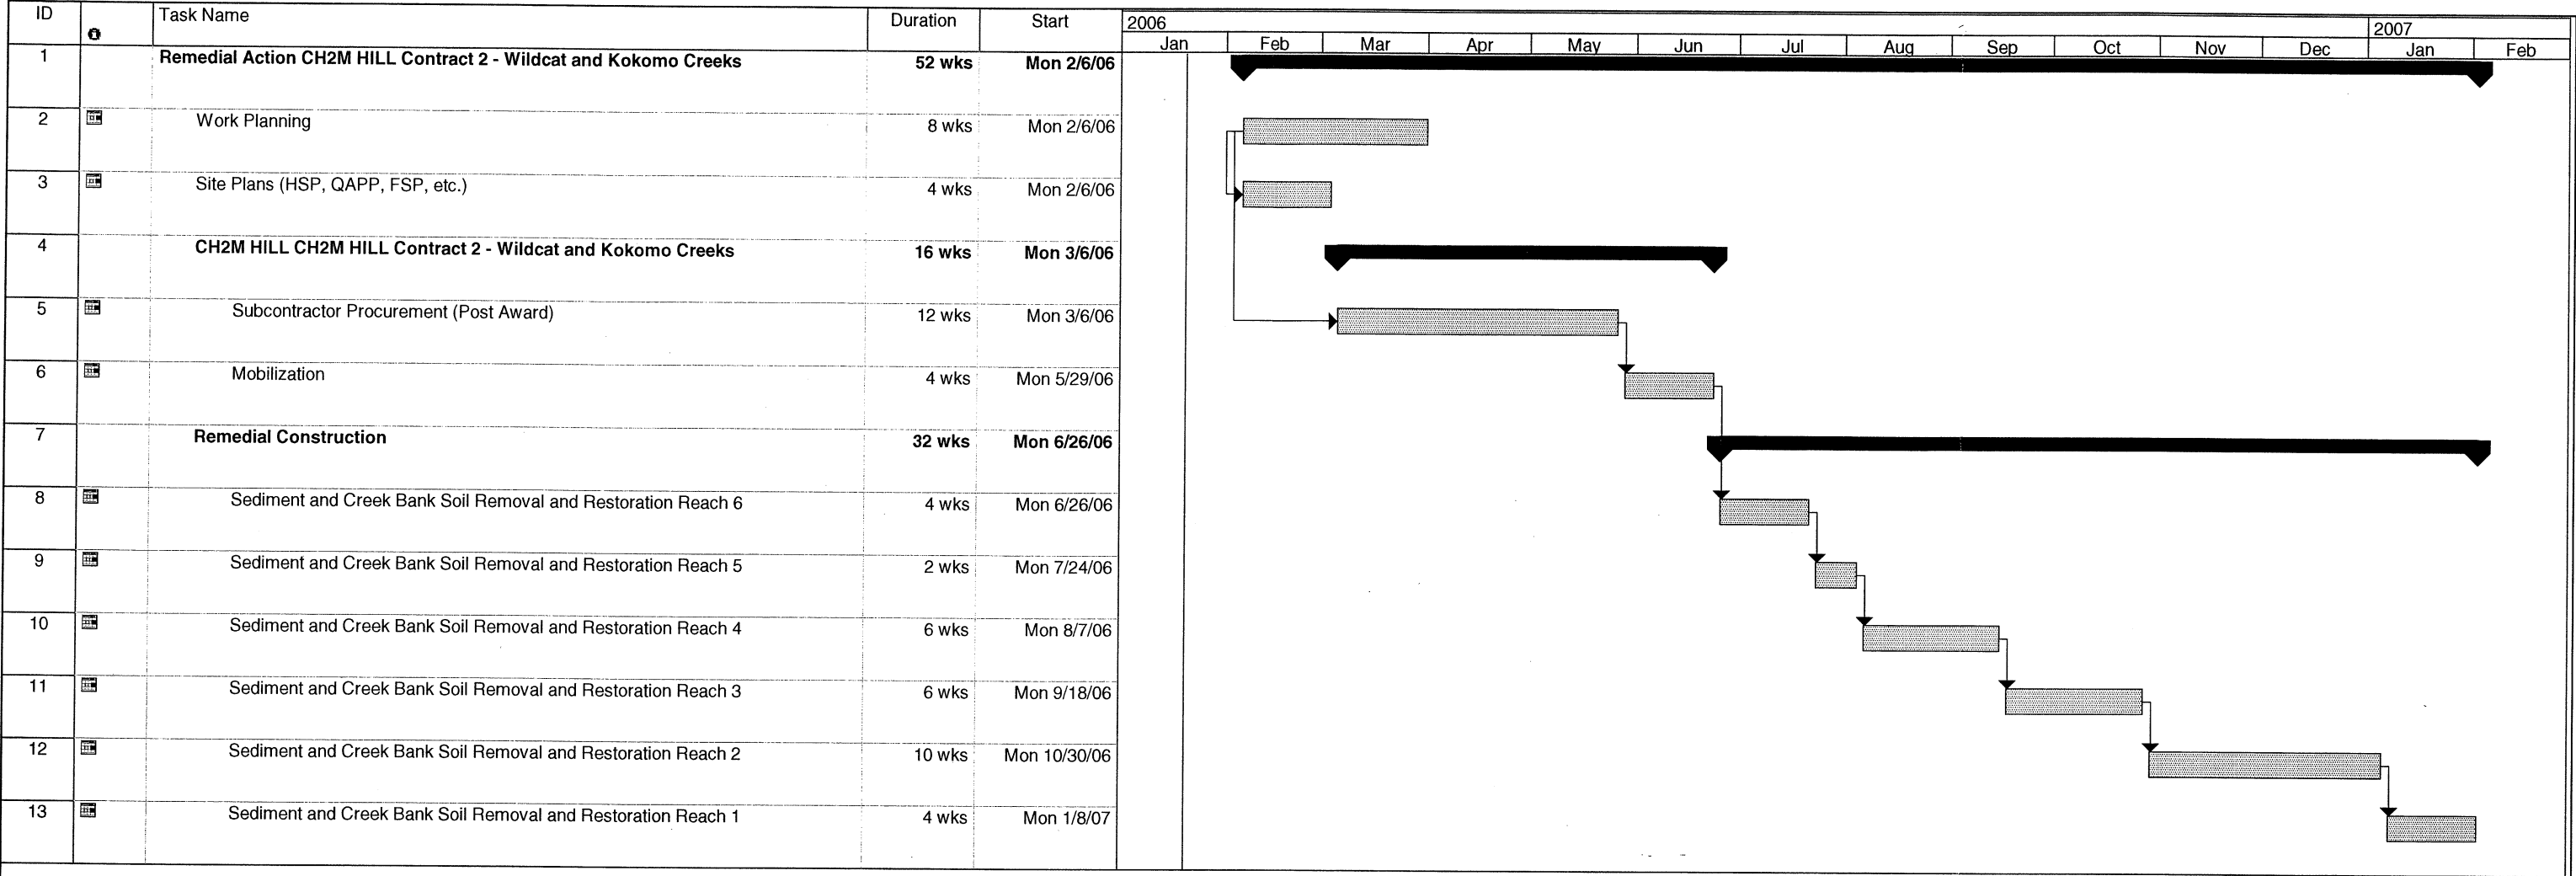 ID Task Name Duration Start 2006 2007
Jan Feb Mar Apr May Jun Jul Aug Sep Oct Nov Dec Jan Feb
1 Remedial Action CH2M HILL Contract 2 - Wildcat and Kokomo Creeks 52 wks Mon 2/6/06
2 Work Planning 8 wks Mon 2/6/06
3 Site Plans (HSP, QAPP, FSP, etc.) 4 wks Mon 2/6/06
4 CH2M HILL CH2M HILL Contract 2 - Wildcat and Kokomo Creeks 16 wks Mon 3/6/06
5 Subcontractor Procurement (Post Award) 12 wks Mon 3/6/06
6 Mobilization 4 wks Mon 5/29/06
7 Remedial Construction 32 wks Mon 6/26/06
8 Sediment and Creek Bank Soil Removal and Restoration Reach 6 4 wks Mon 6/26/06
9 Sediment and Creek Bank Soil Removal and Restoration Reach 5 2 wks Mon 7/24/06
10 Sediment and Creek Bank Soil Removal and Restoration Reach 4 6 wks Mon 8/7/06
11 Sediment and Creek Bank Soil Removal and Restoration Reach 3 6 wks Mon 9/18/06
12 Sediment and Creek Bank Soil Removal and Restoration Reach 2 10 wks Mon 10/30/06
13 Sediment and Creek Bank Soil Removal and Restoration Reach 1 4 wks Mon 1/8/07